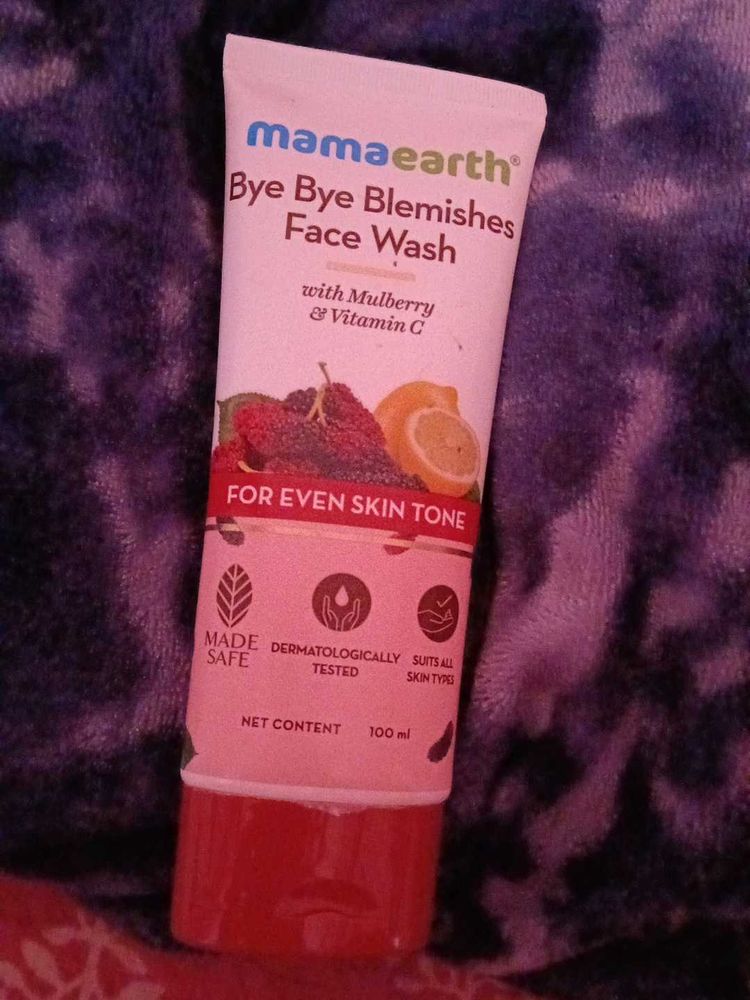 mamaearth®
Bye Bye Blemishes
Face Wash
with Mulberry
& Vitamin C
FOR EVEN SKIN TONE
MADE
SAFE
DERMATOLOGICALLY
TESTED
SUITS ALL
SKIN TYPES
NET CONTENT 100 ml